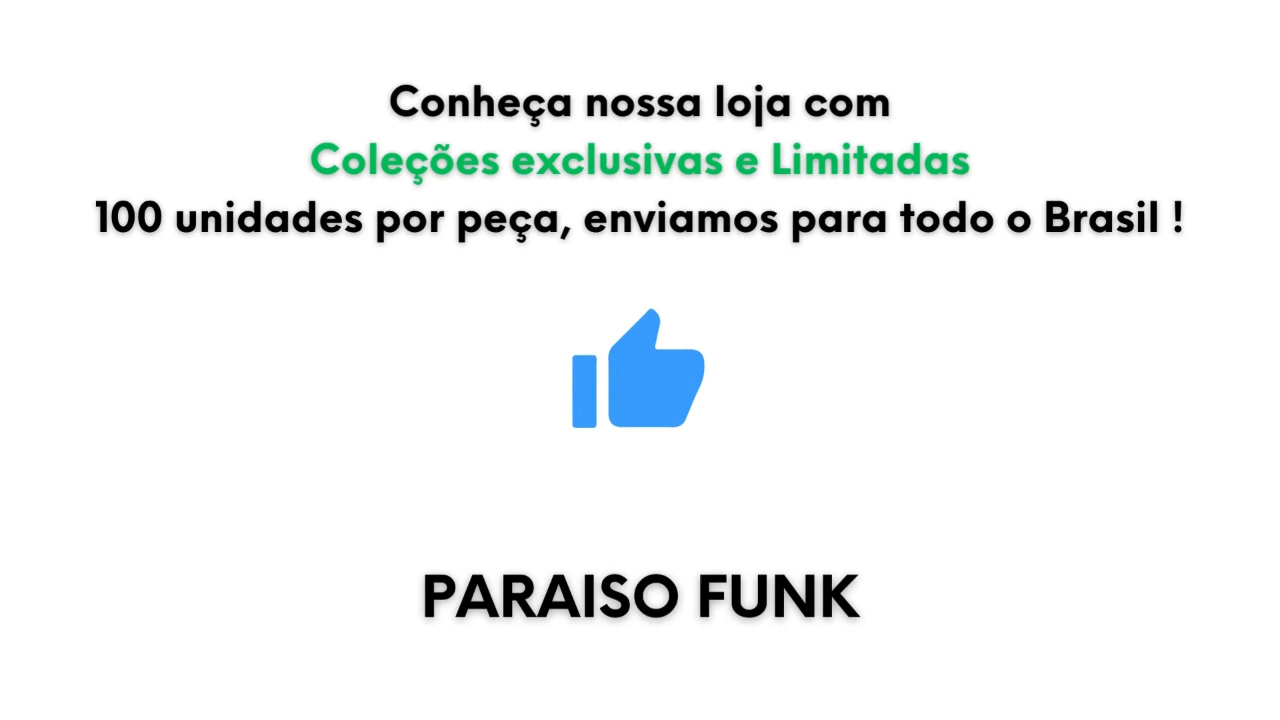 Conheça nossa loja com
Coleções exclusivas e Limitadas
100 unidades por peça, enviamos para todo o Brasil !
PARAISO FUNK